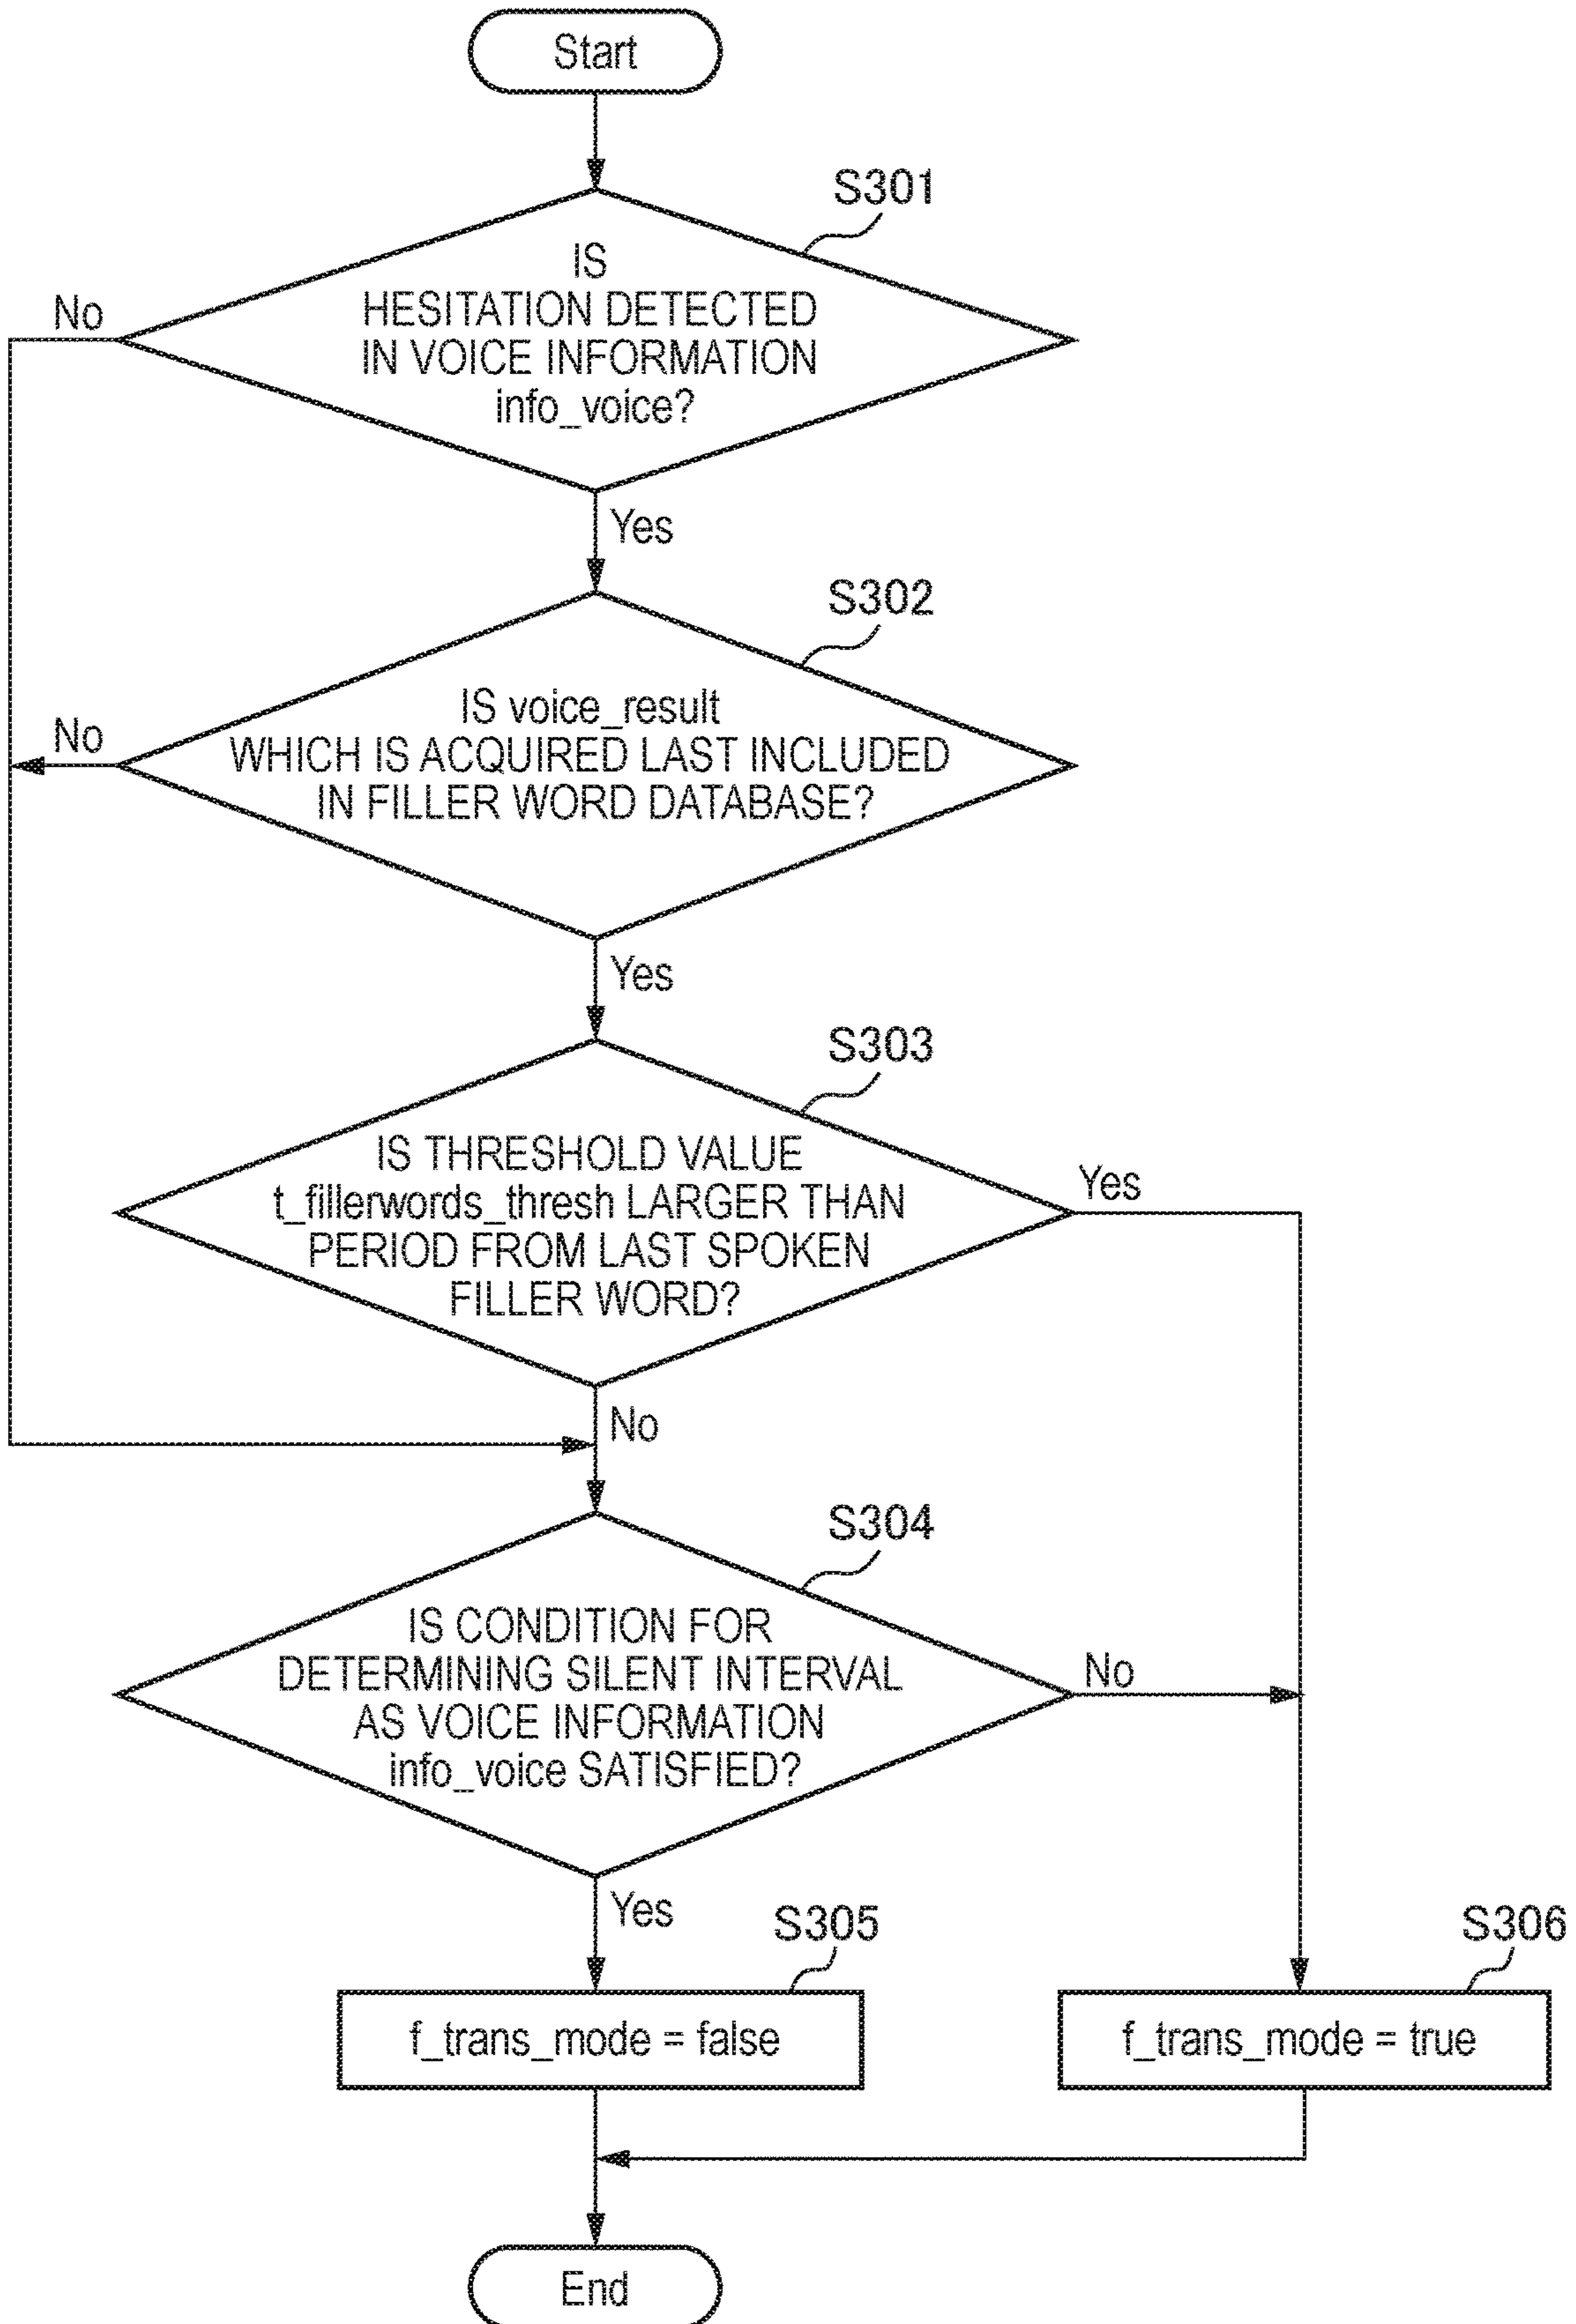 Start
S301
IS
HESITATION DETECTED
IN VOICE INFORMATION
info_voice?
No
Yes
S302
IS voice_result
WHICH IS ACQUIRED LAST INCLUDED
IN FILLER WORD DATABASE?
No
Yes
S303
IS THRESHOLD VALUE
t_fillerwords_thresh LARGER THAN
PERIOD FROM LAST SPOKEN
FILLER WORD?
Yes
No
S304
IS CONDITION FOR
DETERMINING SILENT INTERVAL
AS VOICE INFORMATION
info_voice SATISFIED?
No
Yes
S305
f_trans_mode = false
S306
f_trans_mode = true
End